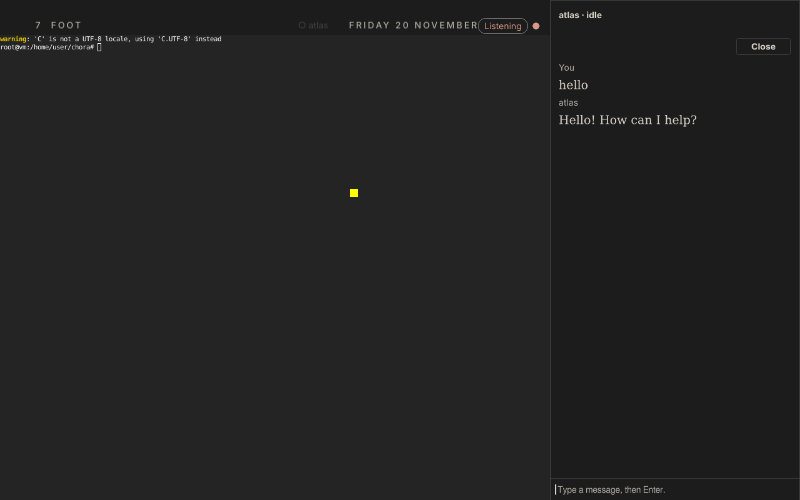 7 FOOT
atlas
FRIDAY 20 NOVEMBER
Listening
warning: 'C' is not a UTF-8 locale, using 'C.UTF-8' instead
root@vm:/home/user/chora#
atlas · idle
Close
You
hello
atlas
Hello! How can I help?
Type a message, then Enter.